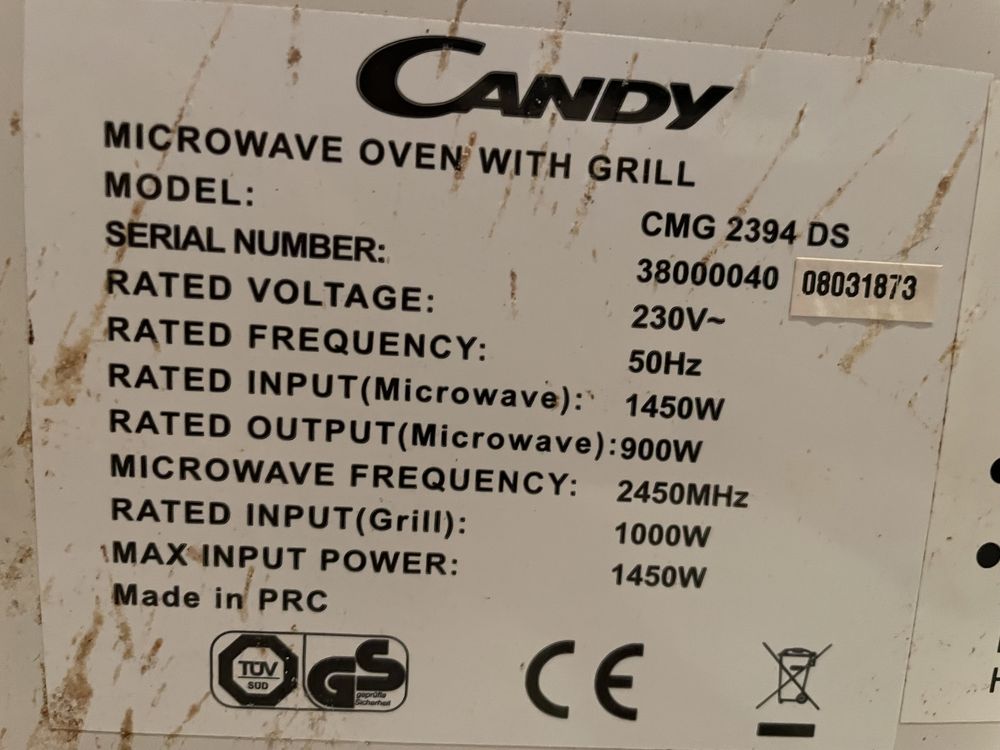 CANDY
MICROWAVE OVEN WITH GRILL
MODEL: CMG 2394 DS
SERIAL NUMBER: 38000040 08031873
RATED VOLTAGE: 230V~
RATED FREQUENCY: 50Hz
RATED INPUT(Microwave): 1450W
RATED OUTPUT(Microwave): 900W
MICROWAVE FREQUENCY: 2450MHz
RATED INPUT(Grill): 1000W
MAX INPUT POWER: 1450W
Made in PRC
TÜV
SÜD
GS
geprüfte
Sicherheit
CE